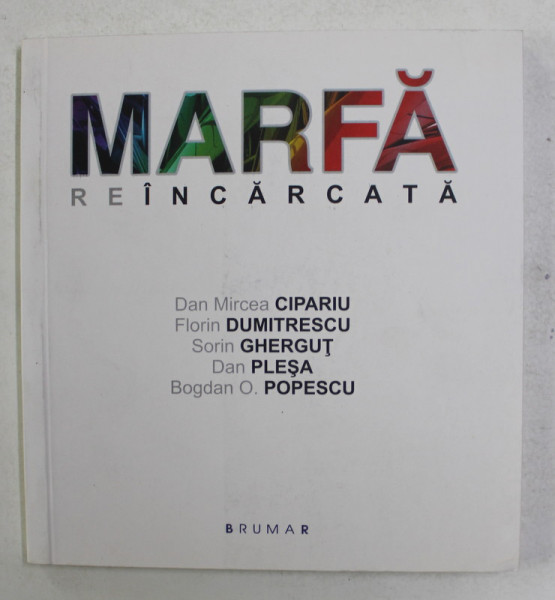 MARFĂ
REÎNCĂRCATĂ
Dan Mircea CIPARIU
Florin DUMITRESCU
Sorin GHERGUŢ
Dan PLEŞA
Bogdan O. POPESCU
BRUMAR